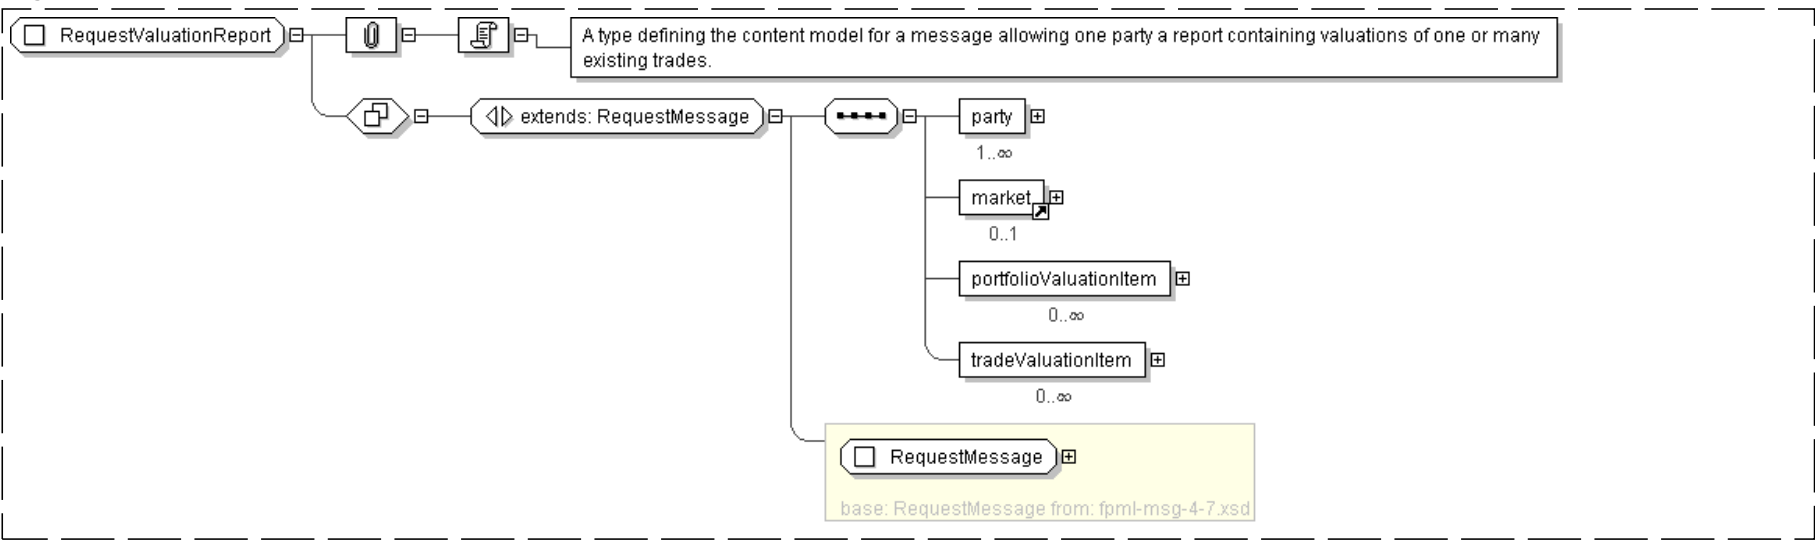 RequestValuationReport
A type defining the content model for a message allowing one party a report containing valuations of one or many
existing trades.
extends: RequestMessage
party
1..∞
market
0..1
portfolioValuationItem
0..∞
tradeValuationItem
0..∞
RequestMessage
base: RequestMessage from: fpml-msg-4-7.xsd